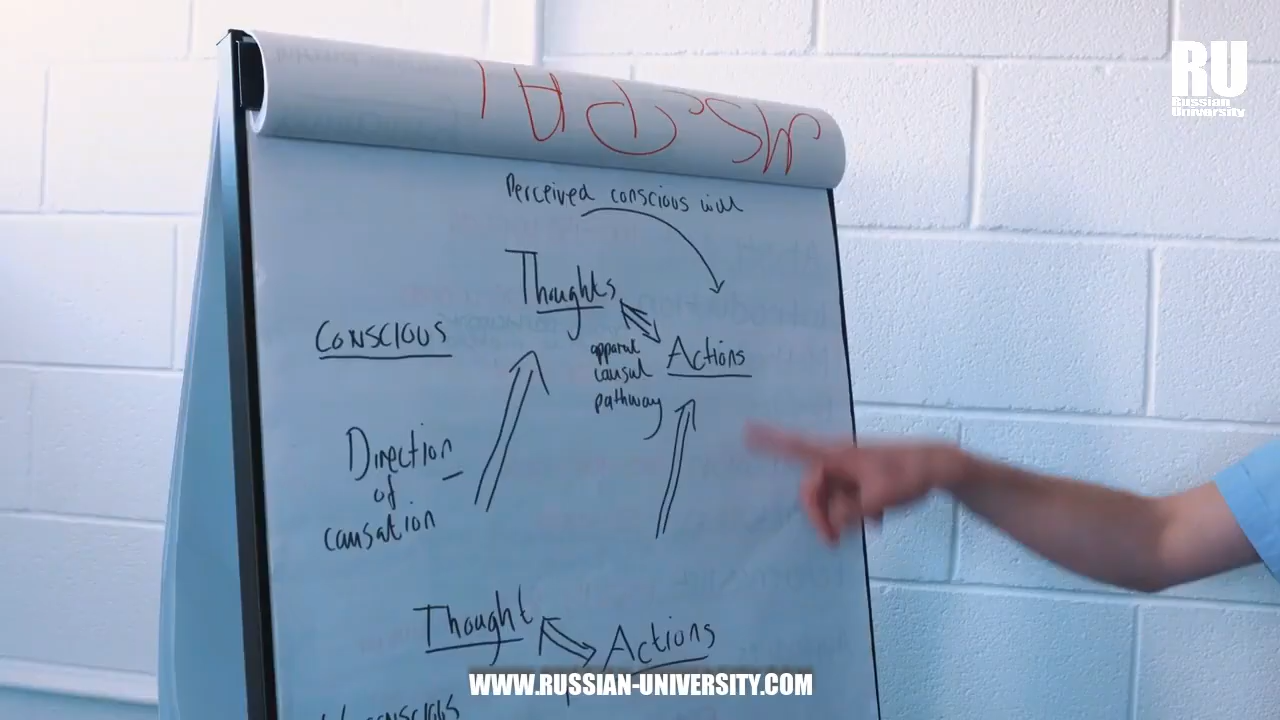 RU
Russian
University
Perceived conscious will
Thoughts
Conscious
apparal
causal
pathway
Actions
Direction
of
causation
Thought
Actions
WWW.RUSSIAN-UNIVERSITY.COM